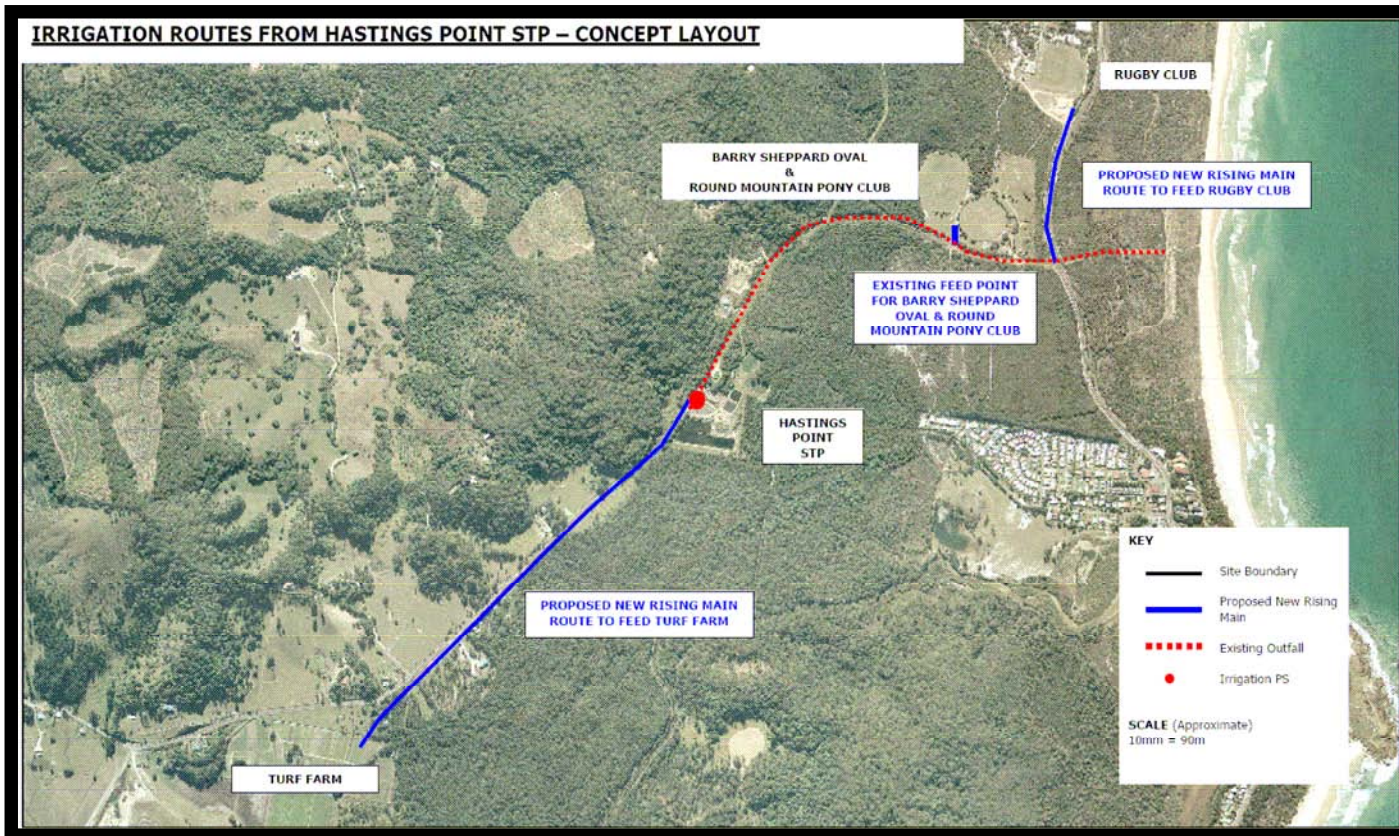 IRRIGATION ROUTES FROM HASTINGS POINT STP – CONCEPT LAYOUT
RUGBY CLUB
BARRY SHEPPARD OVAL
&
ROUND MOUNTAIN PONY CLUB
PROPOSED NEW RISING MAIN
ROUTE TO FEED RUGBY CLUB
EXISTING FEED POINT
FOR BARRY SHEPPARD
OVAL & ROUND
MOUNTAIN PONY CLUB
HASTINGS
POINT
STP
PROPOSED NEW RISING MAIN
ROUTE TO FEED TURF FARM
TURF FARM
KEY
Site Boundary
Proposed New Rising
Main
Existing Outfall
Irrigation PS
SCALE (Approximate)
10mm = 90m